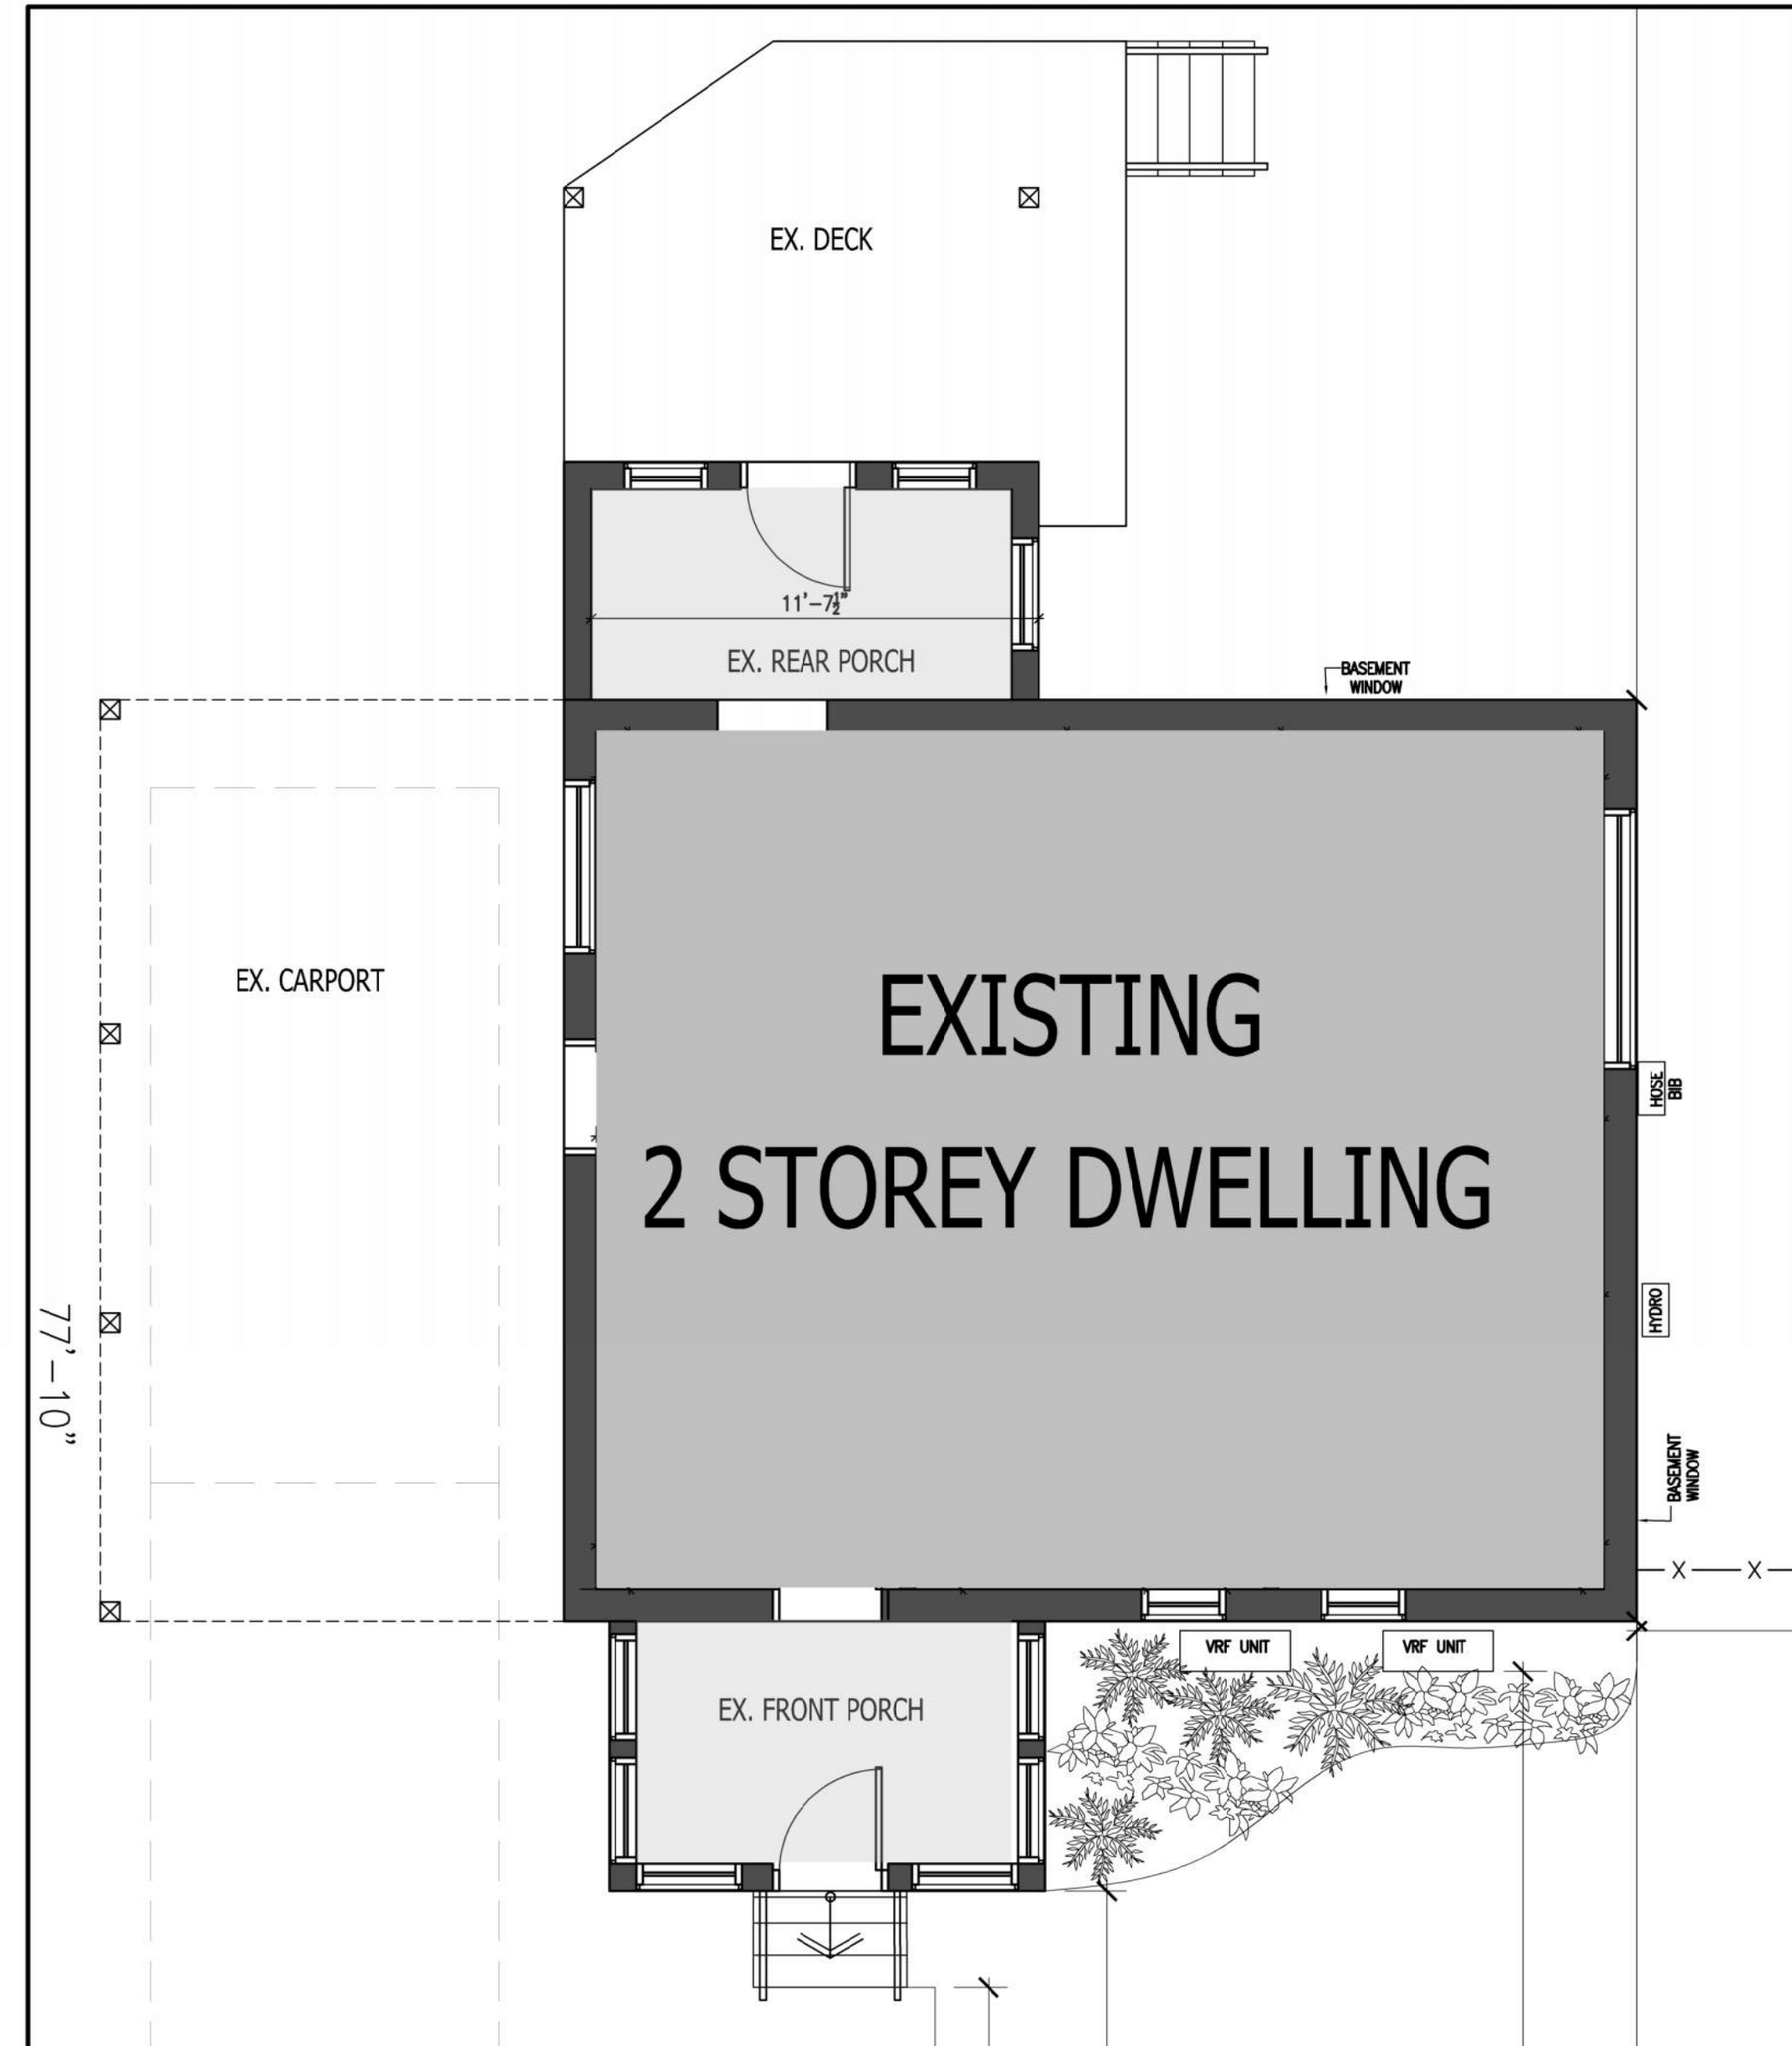 EX. DECK
11'-7½"
EX. REAR PORCH
BASEMENT
WINDOW
EX. CARPORT
EXISTING
2 STOREY DWELLING
HOSE
BIB
HYDRO
77'-10"
BASEMENT
WINDOW
X X
VRF UNIT
VRF UNIT
EX. FRONT PORCH